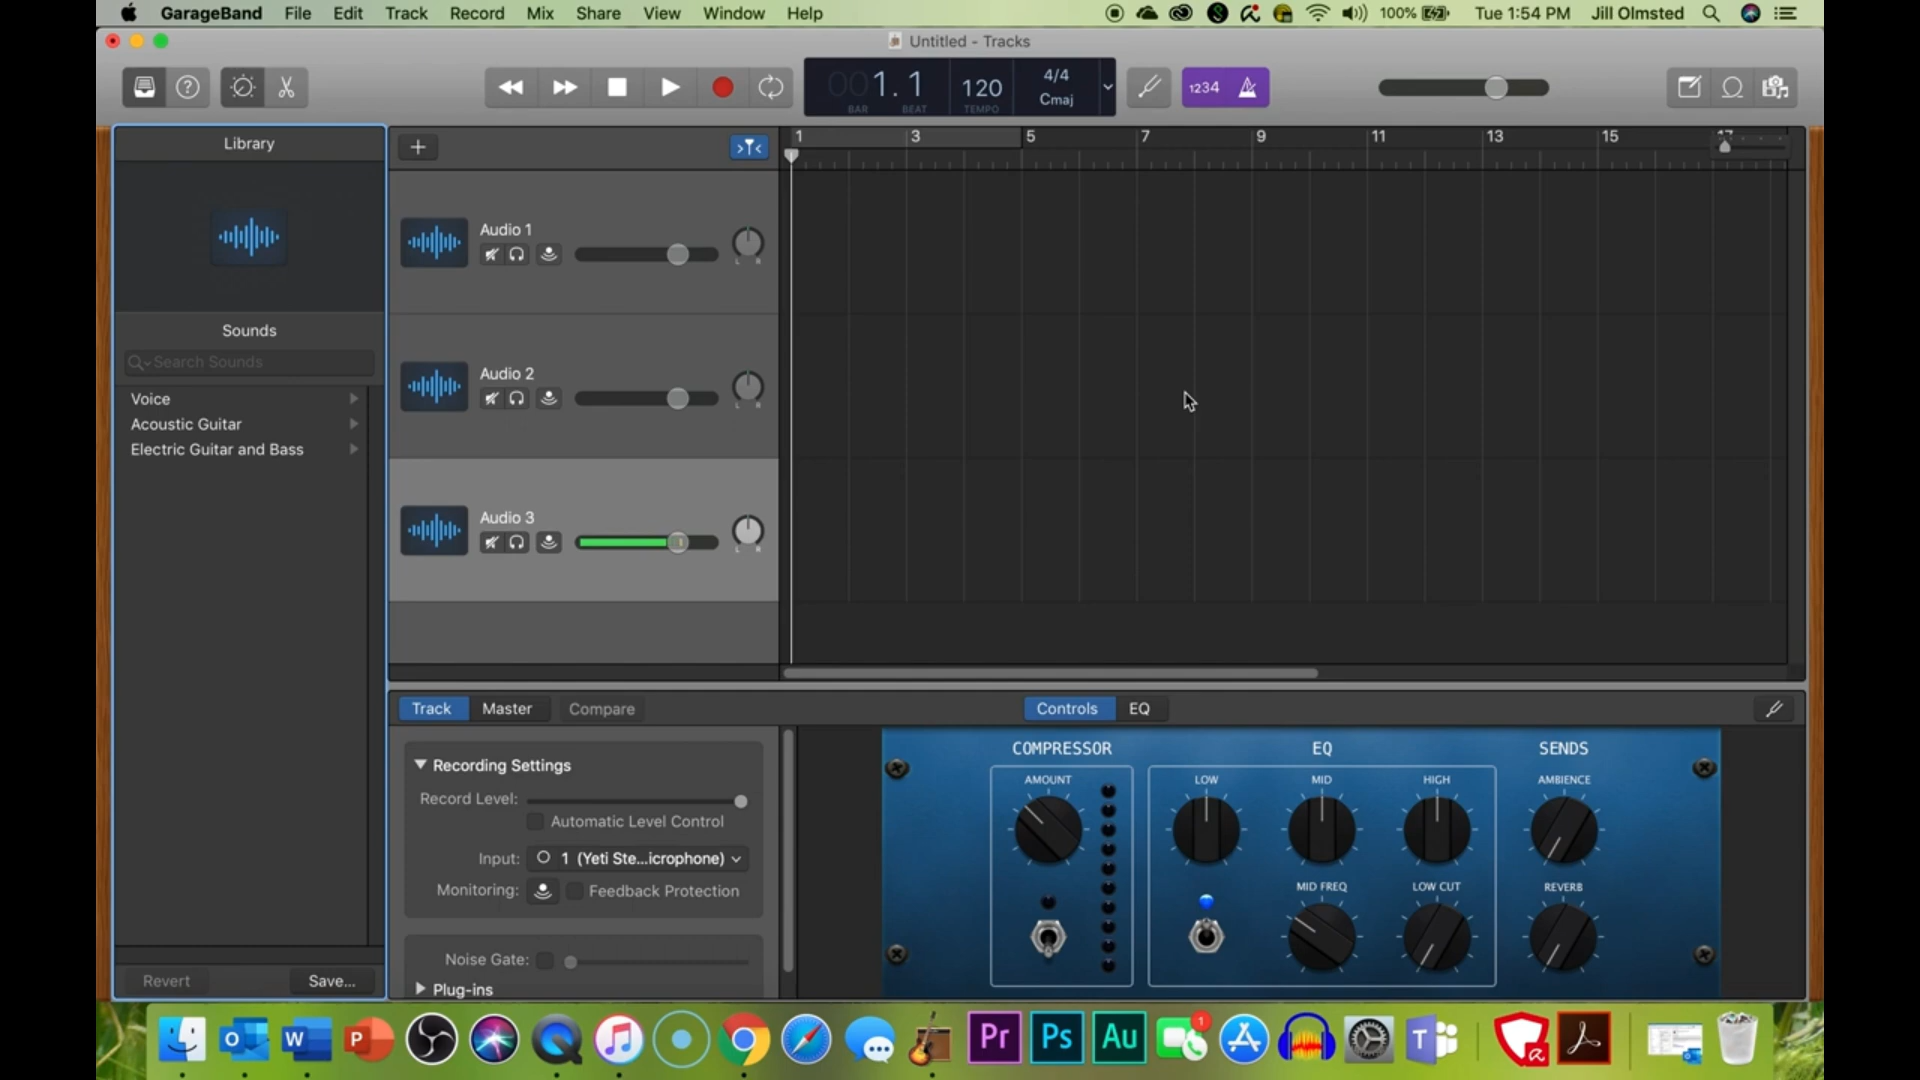 GarageBand File Edit Track Record Mix Share View Window Help 100% Tue 1:54 PM Jill Olmsted
Untitled - Tracks
001.1 120 4/4 Cmaj
BAR BEAT TEMPO
1234
Library
1 3 5 7 9 11 13 15 17
Audio 1
L R
Sounds
Search Sounds
Audio 2
L R
Voice
Acoustic Guitar
Electric Guitar and Bass
Audio 3
L R
Track Master Compare Controls EQ
Recording Settings
Record Level:
Automatic Level Control
Input: 1 (Yeti Ste...icrophone)
Monitoring: Feedback Protection
Noise Gate:
Plug-ins
COMPRESSOR EQ SENDS
AMOUNT LOW MID HIGH AMBIENCE
MID FREQ LOW CUT REVERB
Revert Save...
O W P Pr Ps Au 1 T